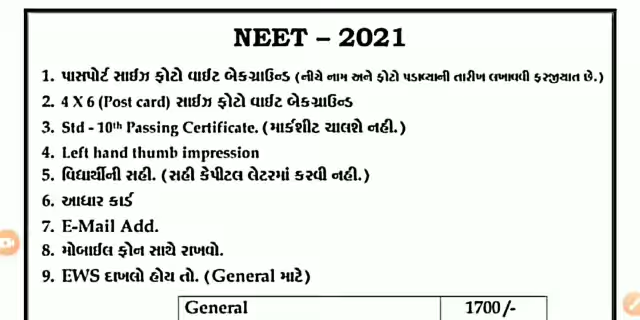 NEET – 2021
1. પાસપોર્ટ સાઈઝ ફોટો વાઈટ બેકગ્રાઉન્ડ (નીચે નામ અને ફોટો પડાવ્યાની તારીખ લખાવવી ફરજીયાત છે.)
2. 4 X 6 (Post card) સાઈઝ ફોટો વાઈટ બેકગ્રાઉન્ડ
3. Std - 10th Passing Certificate. (માર્કશીટ ચાલશે નહી.)
4. Left hand thumb impression
5. વિદ્યાર્થીની સહી. (સહી કેપીટલ લેટરમાં કરવી નહી.)
6. આધાર કાર્ડ
7. E-Mail Add.
8. મોબાઈલ ફોન સાથે રાખવો.
9. EWS દાખલો હોય તો. (General માટે)
General 1700/-